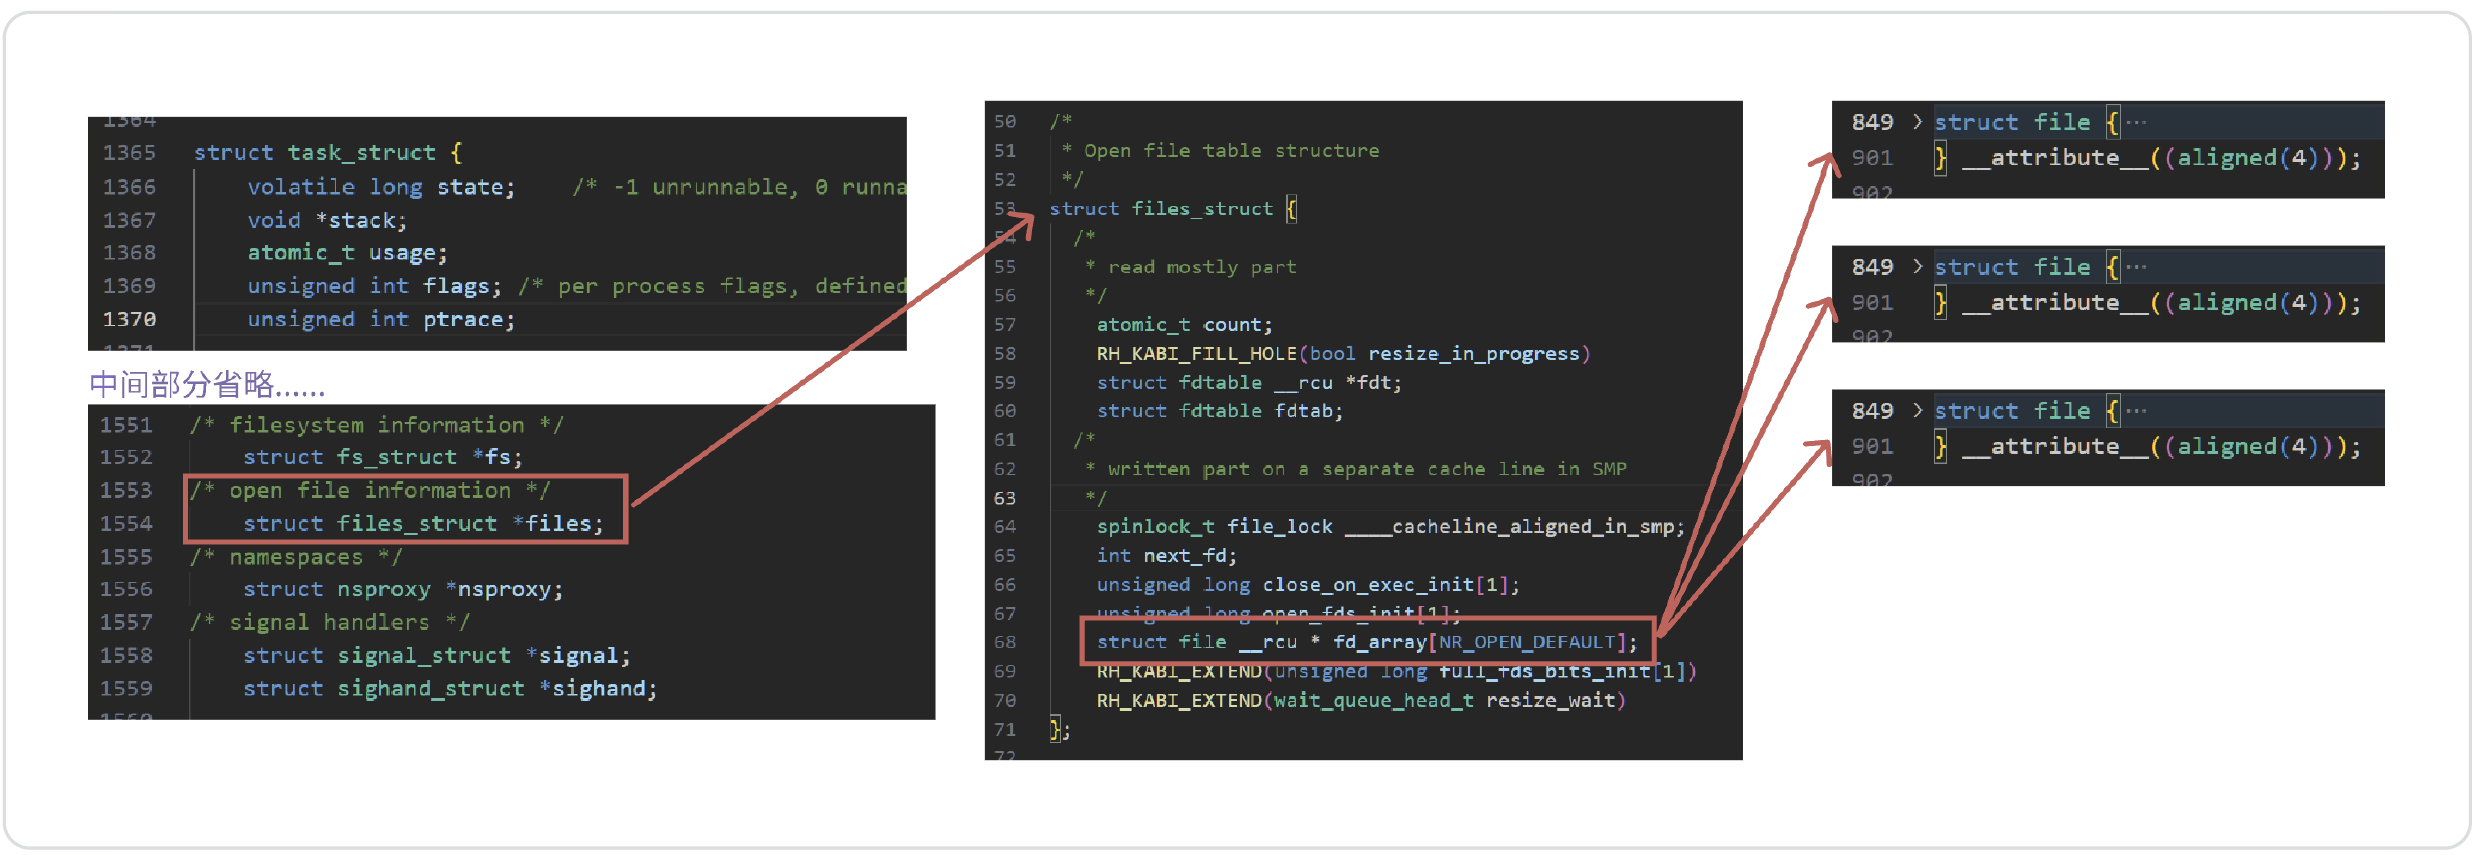 1364
1365 struct task_struct {
1366 volatile long state; /* -1 unrunnable, 0 runna
1367 void *stack;
1368 atomic_t usage;
1369 unsigned int flags; /* per process flags, defined
1370 unsigned int ptrace;
1371
中间部分省略......
1551 /* filesystem information */
1552 struct fs_struct *fs;
1553 /* open file information */
1554 struct files_struct *files;
1555 /* namespaces */
1556 struct nsproxy *nsproxy;
1557 /* signal handlers */
1558 struct signal_struct *signal;
1559 struct sighand_struct *sighand;
1560
50 /*
51 * Open file table structure
52 */
53 struct files_struct {
54 /*
55 * read mostly part
56 */
57 atomic_t count;
58 RH_KABI_FILL_HOLE(bool resize_in_progress)
59 struct fdtable __rcu *fdt;
60 struct fdtable fdtab;
61 /*
62 * written part on a separate cache line in SMP
63 */
64 spinlock_t file_lock ____cacheline_aligned_in_smp;
65 int next_fd;
66 unsigned long close_on_exec_init[1];
67 unsigned long open_fds_init[1];
68 struct file __rcu * fd_array[NR_OPEN_DEFAULT];
69 RH_KABI_EXTEND(unsigned long full_fds_bits_init[1])
70 RH_KABI_EXTEND(wait_queue_head_t resize_wait)
71 };
72
849 > struct file {···
901 } __attribute__((aligned(4)));
902
849 > struct file {···
901 } __attribute__((aligned(4)));
902
849 > struct file {···
901 } __attribute__((aligned(4)));
902